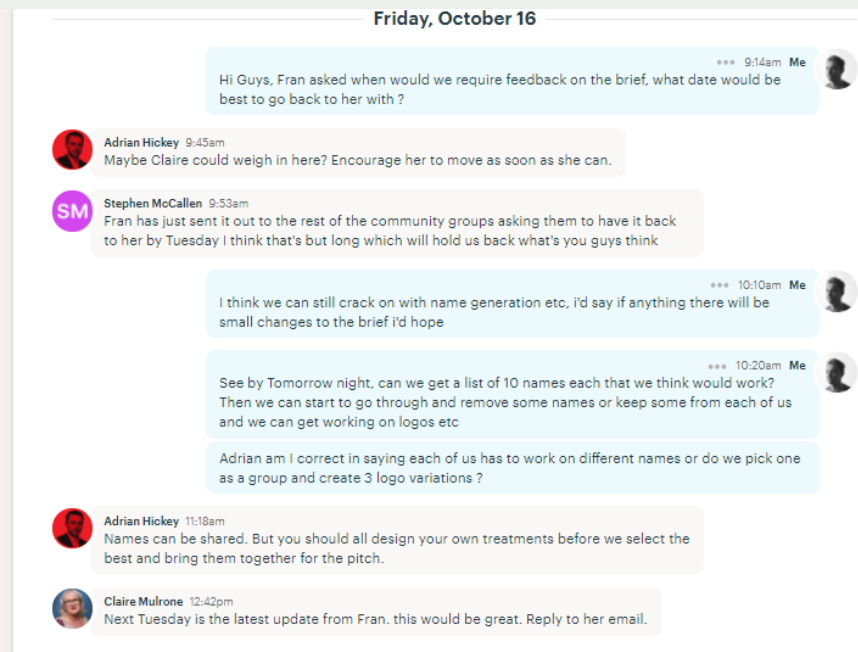 Friday, October 16
••• 9:14am Me
Hi Guys, Fran asked when would we require feedback on the brief, what date would be
best to go back to her with ?
Adrian Hickey 9:45am
Maybe Claire could weigh in here? Encourage her to move as soon as she can.
SM
Stephen McCallen 9:53am
Fran has just sent it out to the rest of the community groups asking them to have it back
to her by Tuesday I think that's but long which will hold us back what's you guys think
••• 10:10am Me
I think we can still crack on with name generation etc, i'd say if anything there will be
small changes to the brief i'd hope
••• 10:20am Me
See by Tomorrow night, can we get a list of 10 names each that we think would work?
Then we can start to go through and remove some names or keep some from each of us
and we can get working on logos etc
Adrian am I correct in saying each of us has to work on different names or do we pick one
as a group and create 3 logo variations ?
Adrian Hickey 11:18am
Names can be shared. But you should all design your own treatments before we select the
best and bring them together for the pitch.
Claire Mulrone 12:42pm
Next Tuesday is the latest update from Fran. this would be great. Reply to her email.